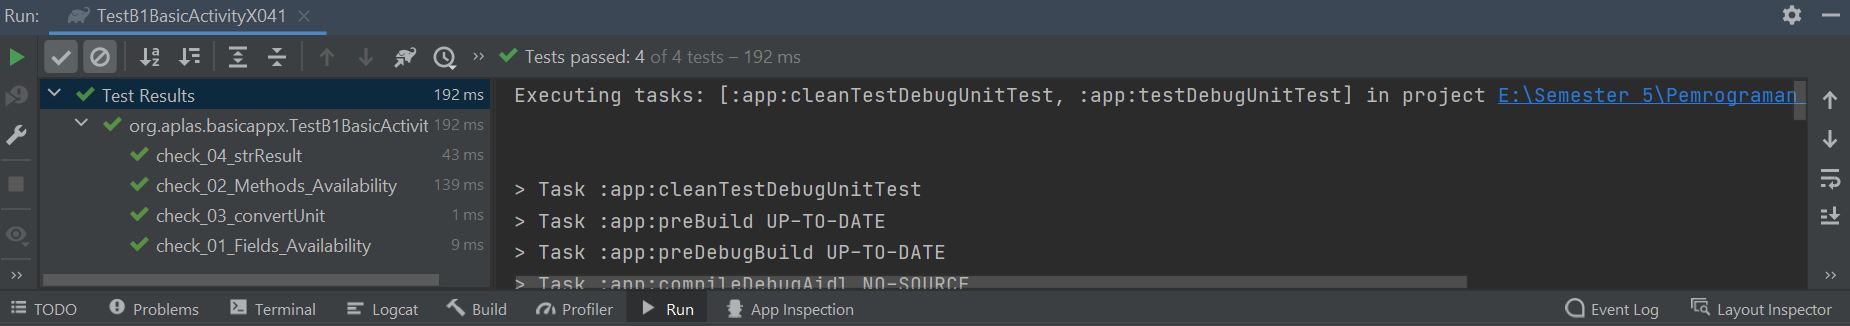 Run: TestB1BasicActivityX041
Tests passed: 4 of 4 tests – 192 ms
Test Results 192 ms
org.aplas.basicappx.TestB1BasicActivit 192 ms
check_04_strResult 43 ms
check_02_Methods_Availability 139 ms
check_03_convertUnit 1 ms
check_01_Fields_Availability 9 ms
Executing tasks: [:app:cleanTestDebugUnitTest, :app:testDebugUnitTest] in project E:\Semester 5\Pemrograman
> Task :app:cleanTestDebugUnitTest
> Task :app:preBuild UP-TO-DATE
> Task :app:preDebugBuild UP-TO-DATE
> Task :app:compileDebugAidl NO-SOURCE
TODO Problems Terminal Logcat Build Profiler Run App Inspection Event Log Layout Inspector